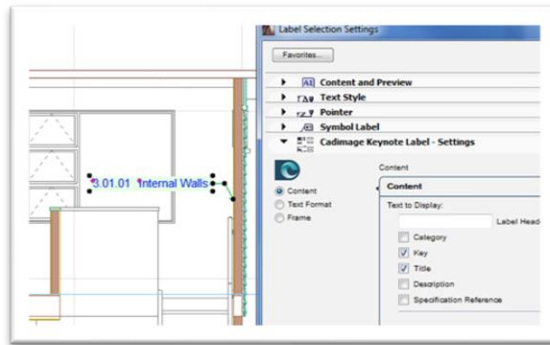 Label Selection Settings
Favorites...
A1 Content and Preview
Text Style
Pointer
Symbol Label
Cadimage Keynote Label - Settings
3.01.01 Internal Walls
Content
Content
Text Format
Frame
Content
Text to Display:
Label Head
Category
Key
Title
Description
Specification Reference